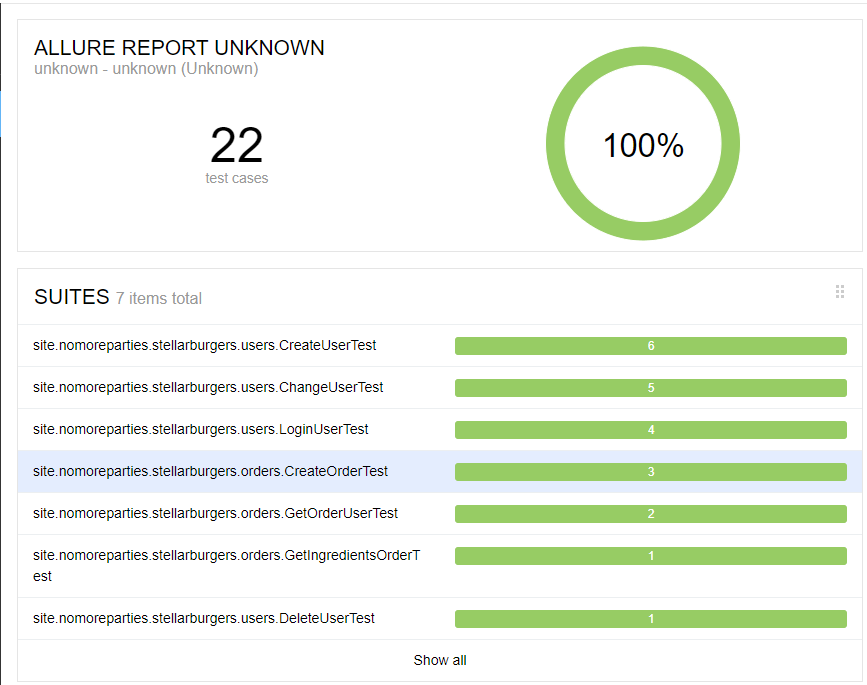 ALLURE REPORT UNKNOWN
unknown - unknown (Unknown)
22
test cases
100%
SUITES 7 items total
site.nomoreparties.stellarburgers.users.CreateUserTest 6
site.nomoreparties.stellarburgers.users.ChangeUserTest 5
site.nomoreparties.stellarburgers.users.LoginUserTest 4
site.nomoreparties.stellarburgers.orders.CreateOrderTest 3
site.nomoreparties.stellarburgers.orders.GetOrderUserTest 2
site.nomoreparties.stellarburgers.orders.GetIngredientsOrderT 1
est
site.nomoreparties.stellarburgers.users.DeleteUserTest 1
Show all